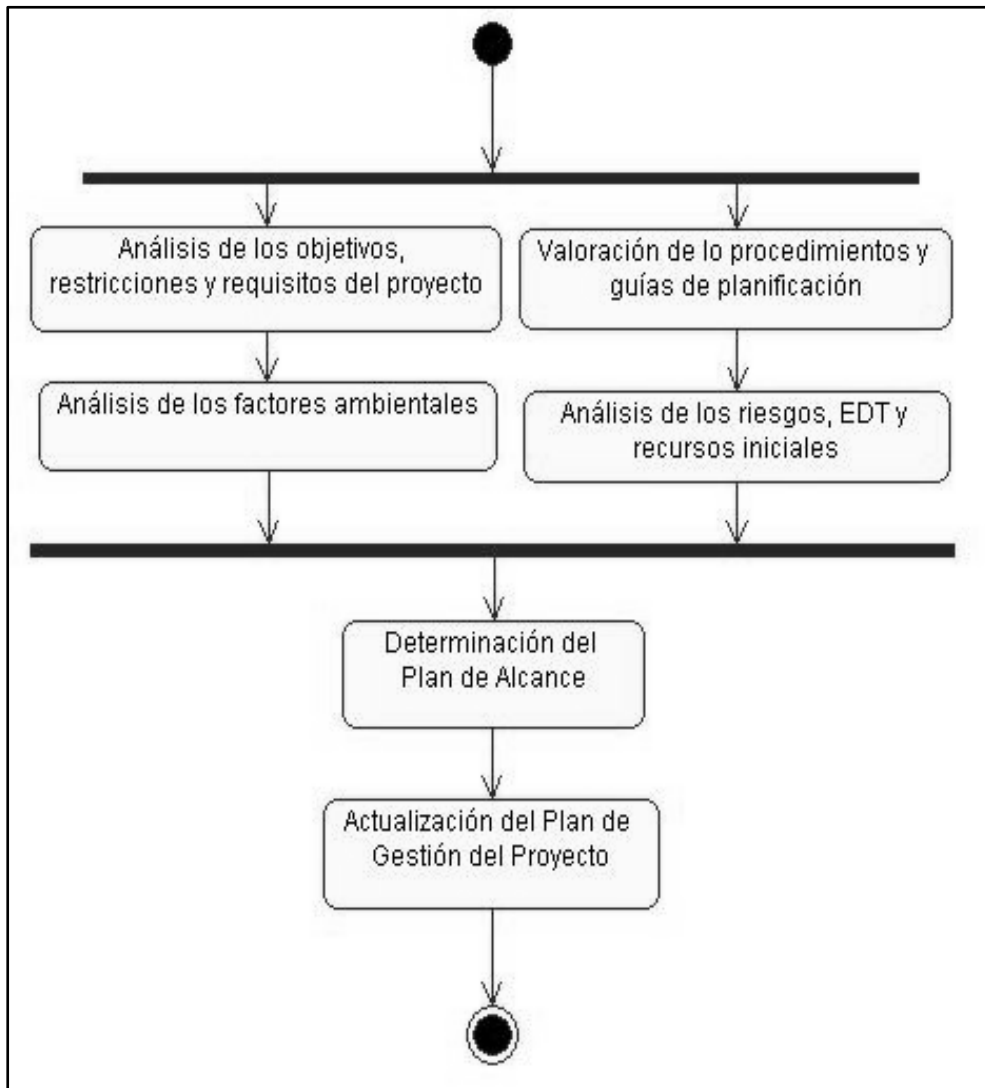 Análisis de los objetivos,
restricciones y requisitos del proyecto
Valoración de lo procedimientos y
guías de planificación
Análisis de los factores ambientales
Análisis de los riesgos, EDT y
recursos iniciales
Determinación del
Plan de Alcance
Actualización del Plan de
Gestión del Proyecto